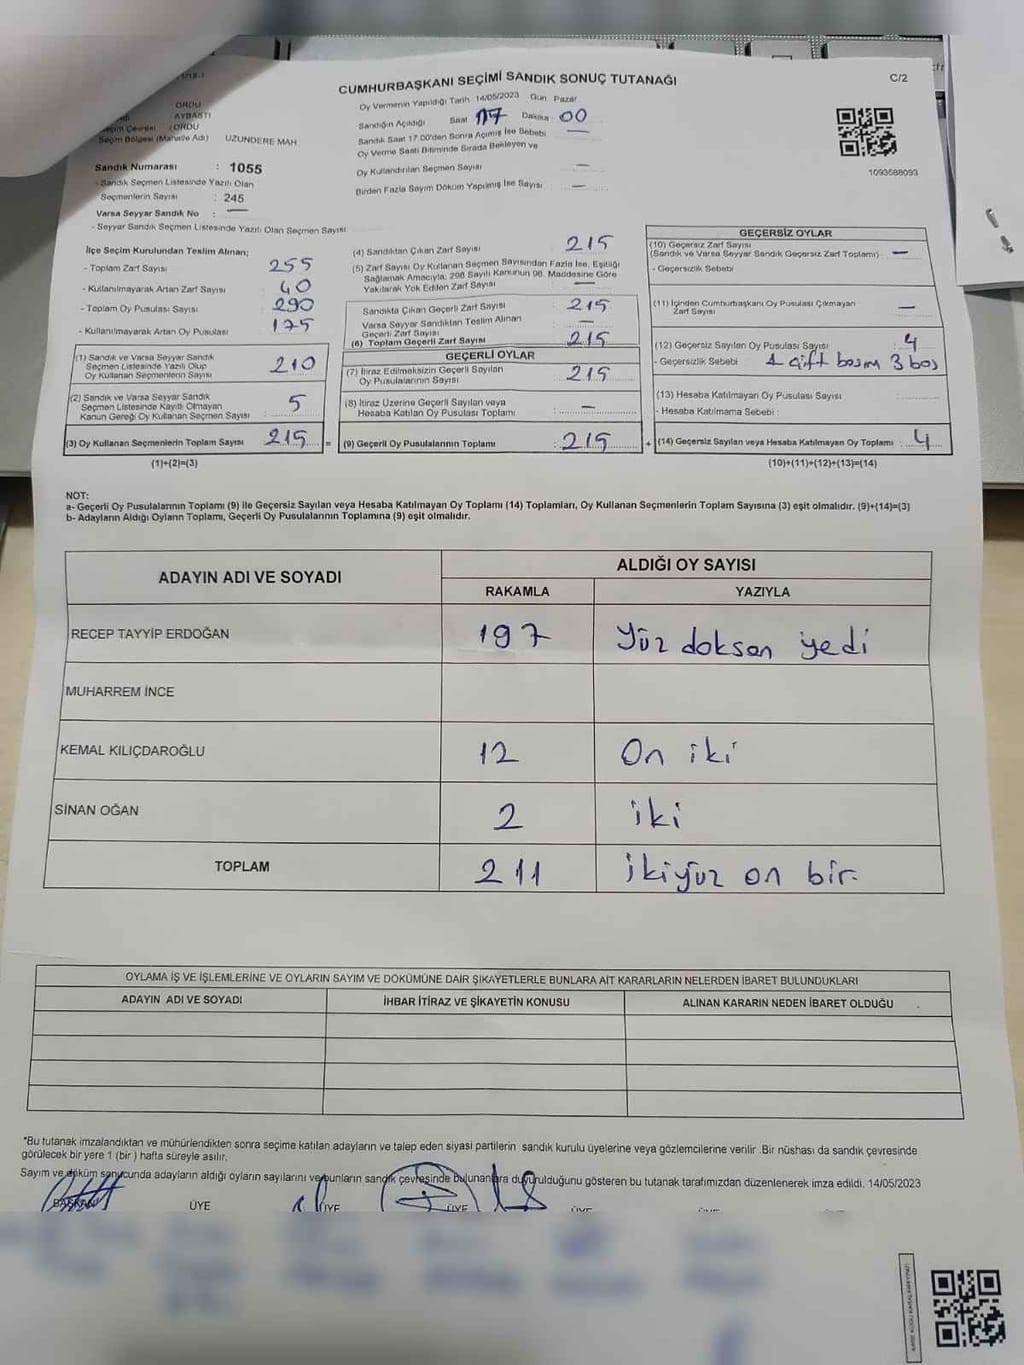 CUMHURBAŞKANI SEÇİMİ SANDIK SONUÇ TUTANAĞI
C/2
ORDU
AYBASTI
Seçim Çevresi : ORDU
Seçim Bölgesi (Mahalle Adı) UZUNDERE MAH
Sandık Numarası : 1055
- Sandık Seçmen Listesinde Yazılı Olan
Seçmenlerin Sayısı : 245
Varsa Seyyar Sandık No : —
- Seyyar Sandık Seçmen Listesinde Yazılı Olan Seçmen Sayısı
Oy Vermenin Yapıldığı Tarih 14/05/2023 Gün Pazar
Sandığın Açıldığı Saat 17 Dakika 00
Sandık Saat 17.00'den Sonra Açılmış İse Sebebi —
Oy Verme Saati Bitiminde Sırada Bekleyen ve
Oy Kullandırılan Seçmen Sayısı —
Birden Fazla Sayım Döküm Yapılmış İse Sayısı —
1093688093
İlçe Seçim Kurulundan Teslim Alınan;
- Toplam Zarf Sayısı : 255
- Kullanılmayarak Artan Zarf Sayısı : 40
- Toplam Oy Pusulası Sayısı : 290
- Kullanılmayarak Artan Oy Pusulası : 175
(1) Sandık ve Varsa Seyyar Sandık
Seçmen Listesinde Yazılı Olup
Oy Kullanan Seçmenlerin Sayısı : 210
(2) Sandık ve Varsa Seyyar Sandık
Seçmen Listesinde Kayıtlı Olmayan
Kanun Gereği Oy Kullanan Seçmen Sayısı : 5
(3) Oy Kullanan Seçmenlerin Toplam Sayısı : 215 =
(1)+(2)=(3)
(4) Sandıktan Çıkan Zarf Sayısı : 215
(5) Zarf Sayısı Oy Kullanan Seçmen Sayısından Fazla İse, Eşitliği
Sağlamak Amacıyla; 298 Sayılı Kanunun 98. Maddesine Göre
Yakılarak Yok Edilen Zarf Sayısı : —
Sandıkta Çıkan Geçerli Zarf Sayısı : 215
Varsa Seyyar Sandıktan Teslim Alınan
Geçerli Zarf Sayısı : —
(6) Toplam Geçerli Zarf Sayısı : 215
GEÇERLİ OYLAR
(7) İtiraz Edilmeksizin Geçerli Sayılan
Oy Pusulalarının Sayısı : 215
(8) İtiraz Üzerine Geçerli Sayılan veya
Hesaba Katılan Oy Pusulası Toplamı : —
(9) Geçerli Oy Pusulalarının Toplamı : 215 +
GEÇERSİZ OYLAR
(10) Geçersiz Zarf Sayısı
(Sandık ve Varsa Seyyar Sandık Geçersiz Zarf Toplamı) : —
- Geçersizlik Sebebi
(11) İçinden Cumhurbaşkanı Oy Pusulası Çıkmayan
Zarf Sayısı : —
(12) Geçersiz Sayılan Oy Pusulası Sayısı : 4
- Geçersizlik Sebebi : 1 çift basım 3 boş
(13) Hesaba Katılmayan Oy Pusulası Sayısı :
- Hesaba Katılmama Sebebi :
(14) Geçersiz Sayılan veya Hesaba Katılmayan Oy Toplamı : 4
(10)+(11)+(12)+(13)=(14)
NOT:
a- Geçerli Oy Pusulalarının Toplamı (9) ile Geçersiz Sayılan veya Hesaba Katılmayan Oy Toplamı (14) Toplamları, Oy Kullanan Seçmenlerin Toplam Sayısına (3) eşit olmalıdır. (9)+(14)=(3)
b- Adayların Aldığı Oyların Toplamı, Geçerli Oy Pusulalarının Toplamına (9) eşit olmalıdır.
ADAYIN ADI VE SOYADI ALDIĞI OY SAYISI
RAKAMLA YAZIYLA
RECEP TAYYİP ERDOĞAN 197 Yüz doksan yedi
MUHARREM İNCE
KEMAL KILIÇDAROĞLU 12 On iki
SİNAN OĞAN 2 iki
TOPLAM 211 ikiyüz on bir
OYLAMA İŞ VE İŞLEMLERİNE VE OYLARIN SAYIM VE DÖKÜMÜNE DAİR ŞİKAYETLERLE BUNLARA AİT KARARLARIN NELERDEN İBARET BULUNDUKLARI
ADAYIN ADI VE SOYADI İHBAR İTİRAZ VE ŞİKAYETİN KONUSU ALINAN KARARIN NEDEN İBARET OLDUĞU
*Bu tutanak imzalandıktan ve mühürlendikten sonra seçime katılan adayların ve talep eden siyasi partilerin sandık kurulu üyelerine veya gözlemcilerine verilir .Bir nüshası da sandık çevresinde
görülecek bir yere 1 (bir ) hafta süreyle asılır.
Sayım ve döküm sonucunda adayların aldığı oyların sayılarını ve bunların sandık çevresinde bulunanlara duyurulduğunu gösteren bu tutanak tarafımızdan düzenlenerek imza edildi. 14/05/2023
BAŞKAN ÜYE ÜYE ÜYE ÜYE